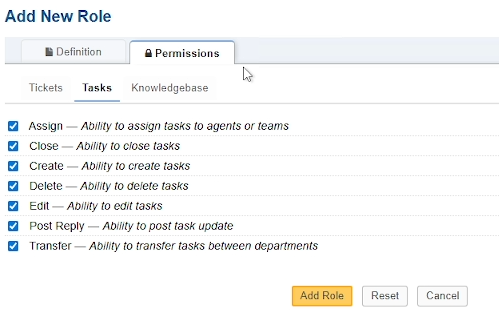 Add New Role
Definition
Permissions
Tickets
Tasks
Knowledgebase
Assign — Ability to assign tasks to agents or teams
Close — Ability to close tasks
Create — Ability to create tasks
Delete — Ability to delete tasks
Edit — Ability to edit tasks
Post Reply — Ability to post task update
Transfer — Ability to transfer tasks between departments
Add Role
Reset
Cancel